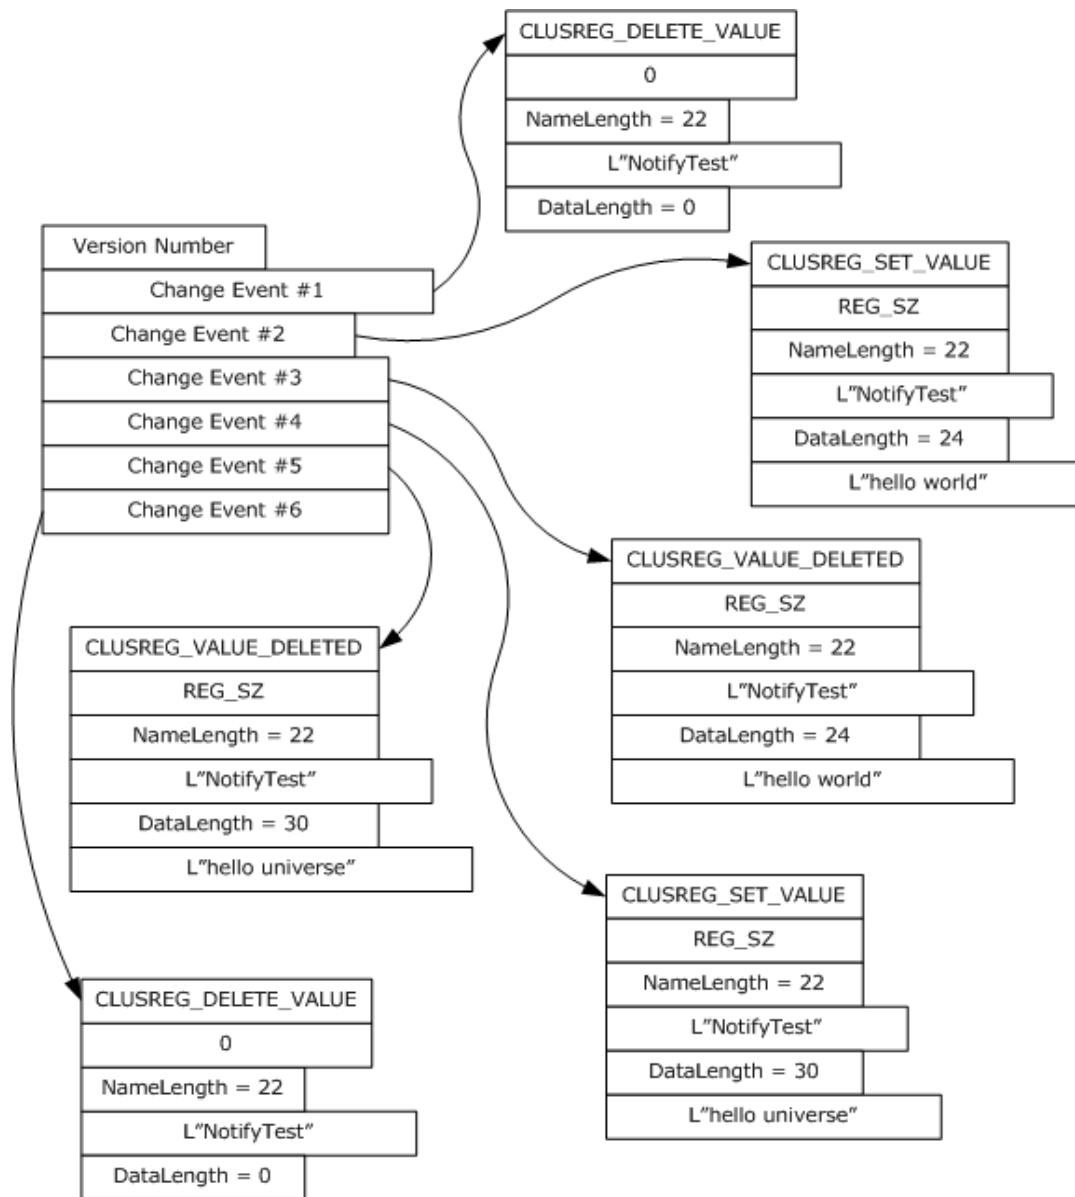 CLUSREG_DELETE_VALUE
0
NameLength = 22
L”NotifyTest”
DataLength = 0
Version Number
Change Event #1
Change Event #2
Change Event #3
Change Event #4
Change Event #5
Change Event #6
CLUSREG_SET_VALUE
REG_SZ
NameLength = 22
L”NotifyTest”
DataLength = 24
L”hello world”
CLUSREG_VALUE_DELETED
REG_SZ
NameLength = 22
L”NotifyTest”
DataLength = 24
L”hello world”
CLUSREG_VALUE_DELETED
REG_SZ
NameLength = 22
L”NotifyTest”
DataLength = 30
L”hello universe”
CLUSREG_SET_VALUE
REG_SZ
NameLength = 22
L”NotifyTest”
DataLength = 30
L”hello universe”
CLUSREG_DELETE_VALUE
0
NameLength = 22
L”NotifyTest”
DataLength = 0